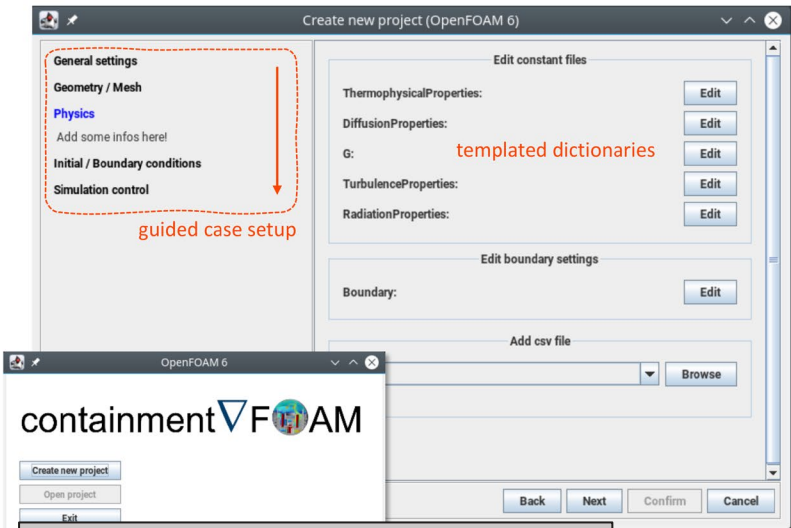 Create new project (OpenFOAM 6)
General settings
Geometry / Mesh
Physics
Add some infos here!
Initial / Boundary conditions
Simulation control
guided case setup
Edit constant files
ThermophysicalProperties: Edit
DiffusionProperties: Edit
G: Edit
templated dictionaries
TurbulenceProperties: Edit
RadiationProperties: Edit
Edit boundary settings
Boundary: Edit
Add csv file
Browse
Back Next Confirm Cancel
OpenFOAM 6
containment∇FOAM
Create new project
Open project
Exit